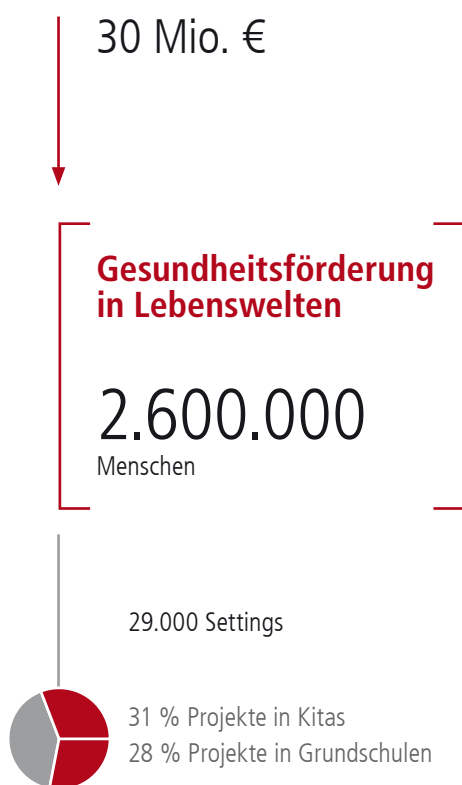 30 Mio. €
Gesundheitsförderung
in Lebenswelten
2.600.000
Menschen
29.000 Settings
31 % Projekte in Kitas
28 % Projekte in Grundschulen